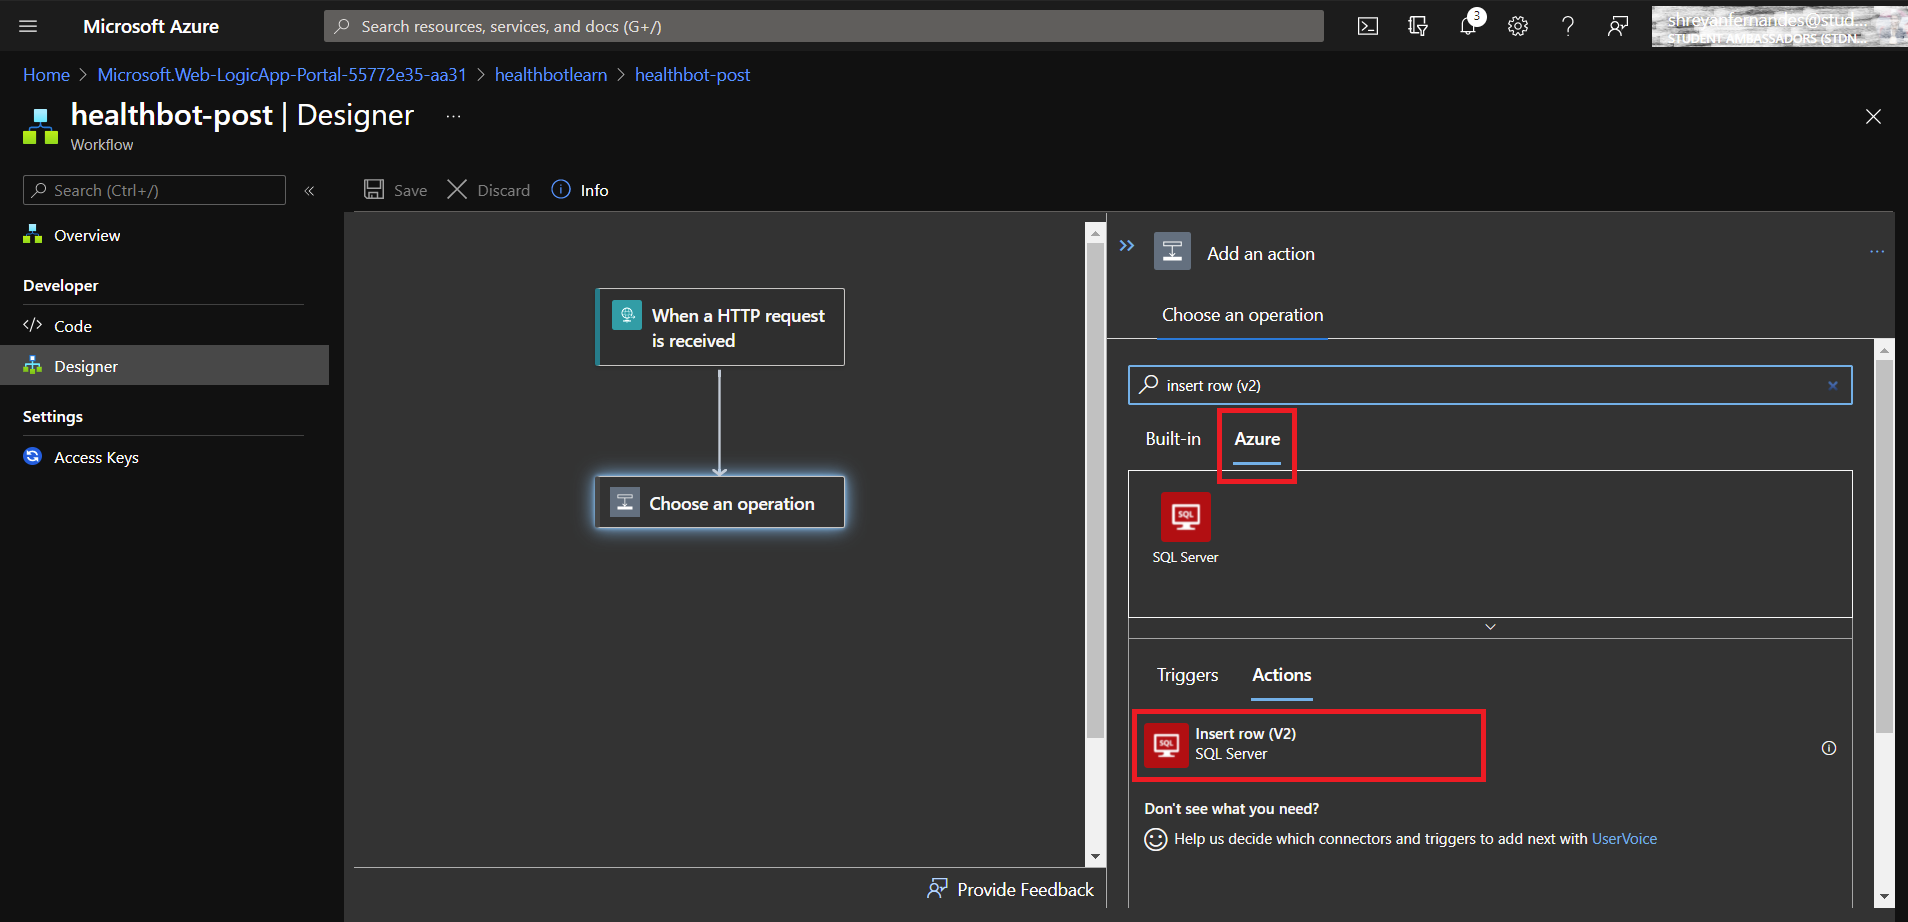 Microsoft Azure
Search resources, services, and docs (G+/)
3
shrevanfernandes@stud...
STUDENT AMBASSADORS (STDN...
Home > Microsoft.Web-LogicApp-Portal-55772e35-aa31 > healthbotlearn > healthbot-post
healthbot-post | Designer ...
Workflow
Search (Ctrl+/)
«
Save
Discard
Info
Overview
Developer
Code
Designer
Settings
Access Keys
When a HTTP request
is received
Choose an operation
Provide Feedback
Add an action
...
Choose an operation
insert row (v2)
Built-in
Azure
SQL
SQL Server
Triggers
Actions
SQL
Insert row (V2)
SQL Server
Don't see what you need?
Help us decide which connectors and triggers to add next with UserVoice